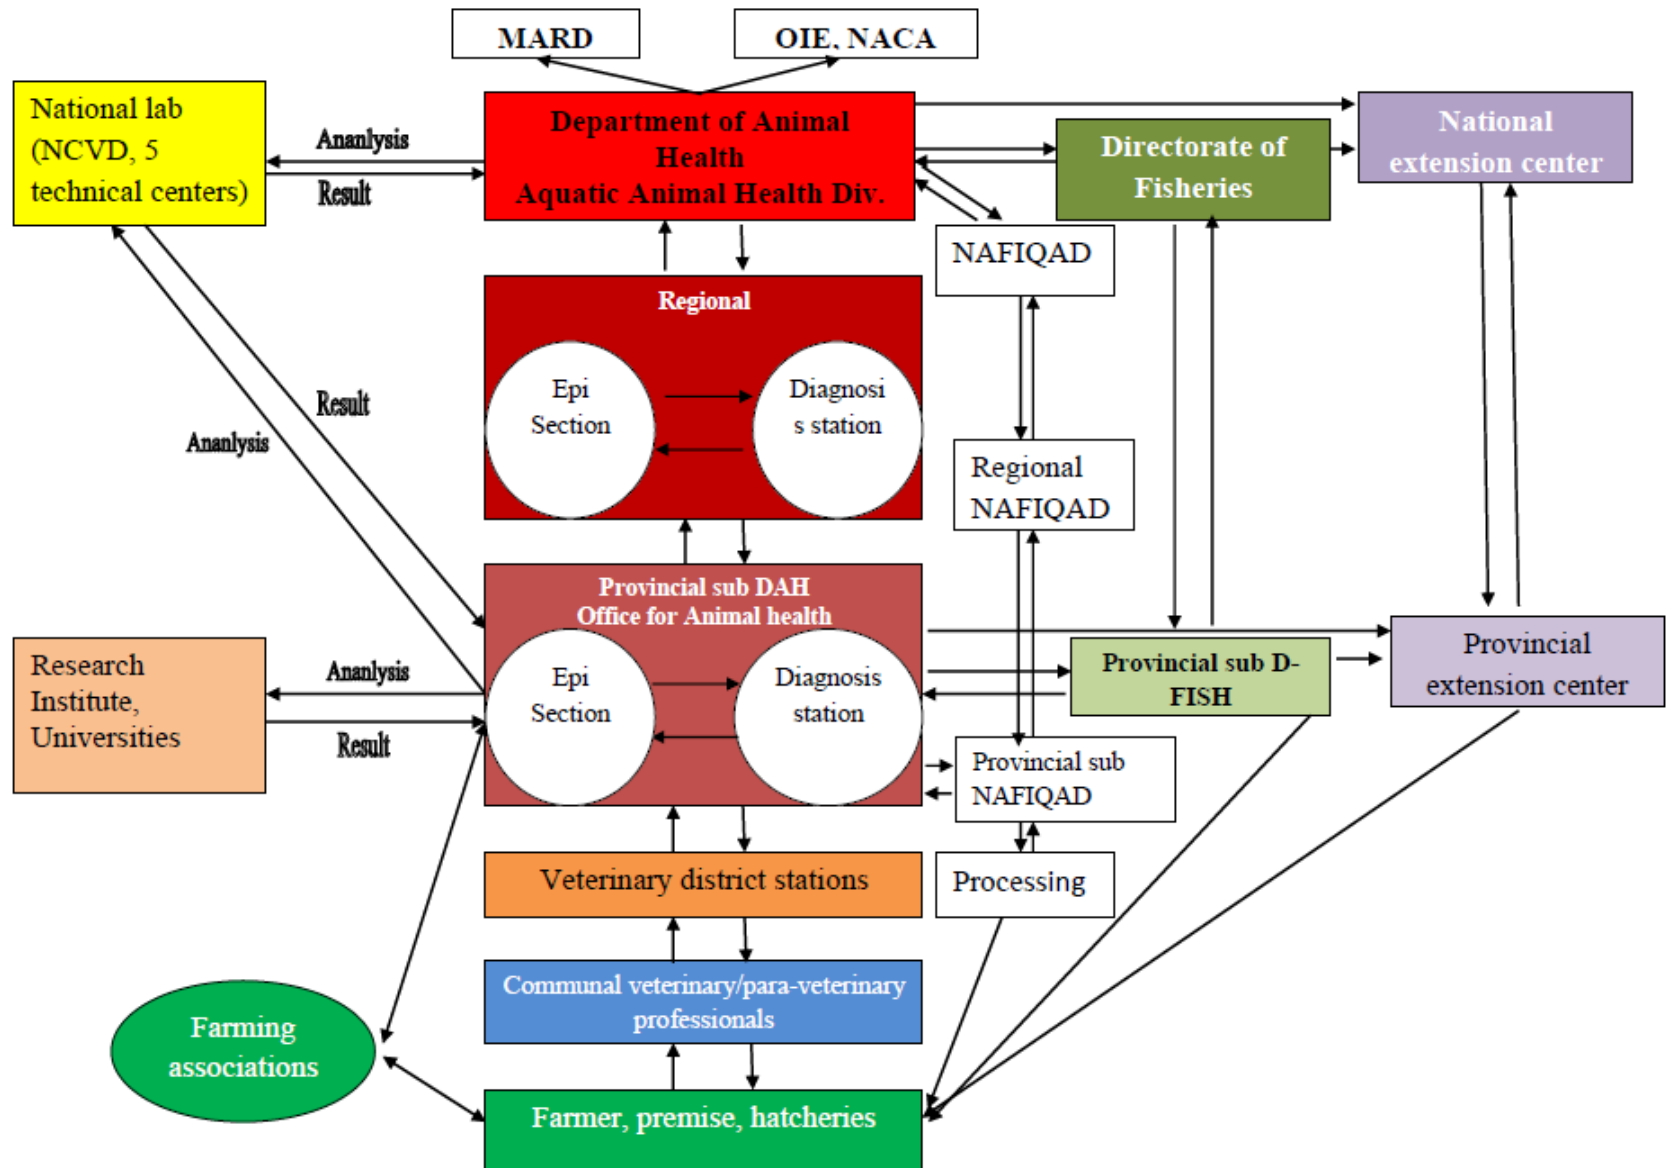 MARD
OIE, NACA
National lab
(NCVD, 5
technical centers)
Ananlysis
Result
Department of Animal
Health
Aquatic Animal Health Div.
Directorate of
Fisheries
National
extension center
NAFIQAD
Regional
Epi
Section
Diagnosi
s station
Result
Ananlysis
Regional
NAFIQAD
Provincial sub DAH
Office for Animal health
Epi
Section
Diagnosis
station
Research
Institute,
Universities
Ananlysis
Result
Provincial sub D-
FISH
Provincial
extension center
Provincial sub
NAFIQAD
Veterinary district stations
Processing
Communal veterinary/para-veterinary
professionals
Farming
associations
Farmer, premise, hatcheries